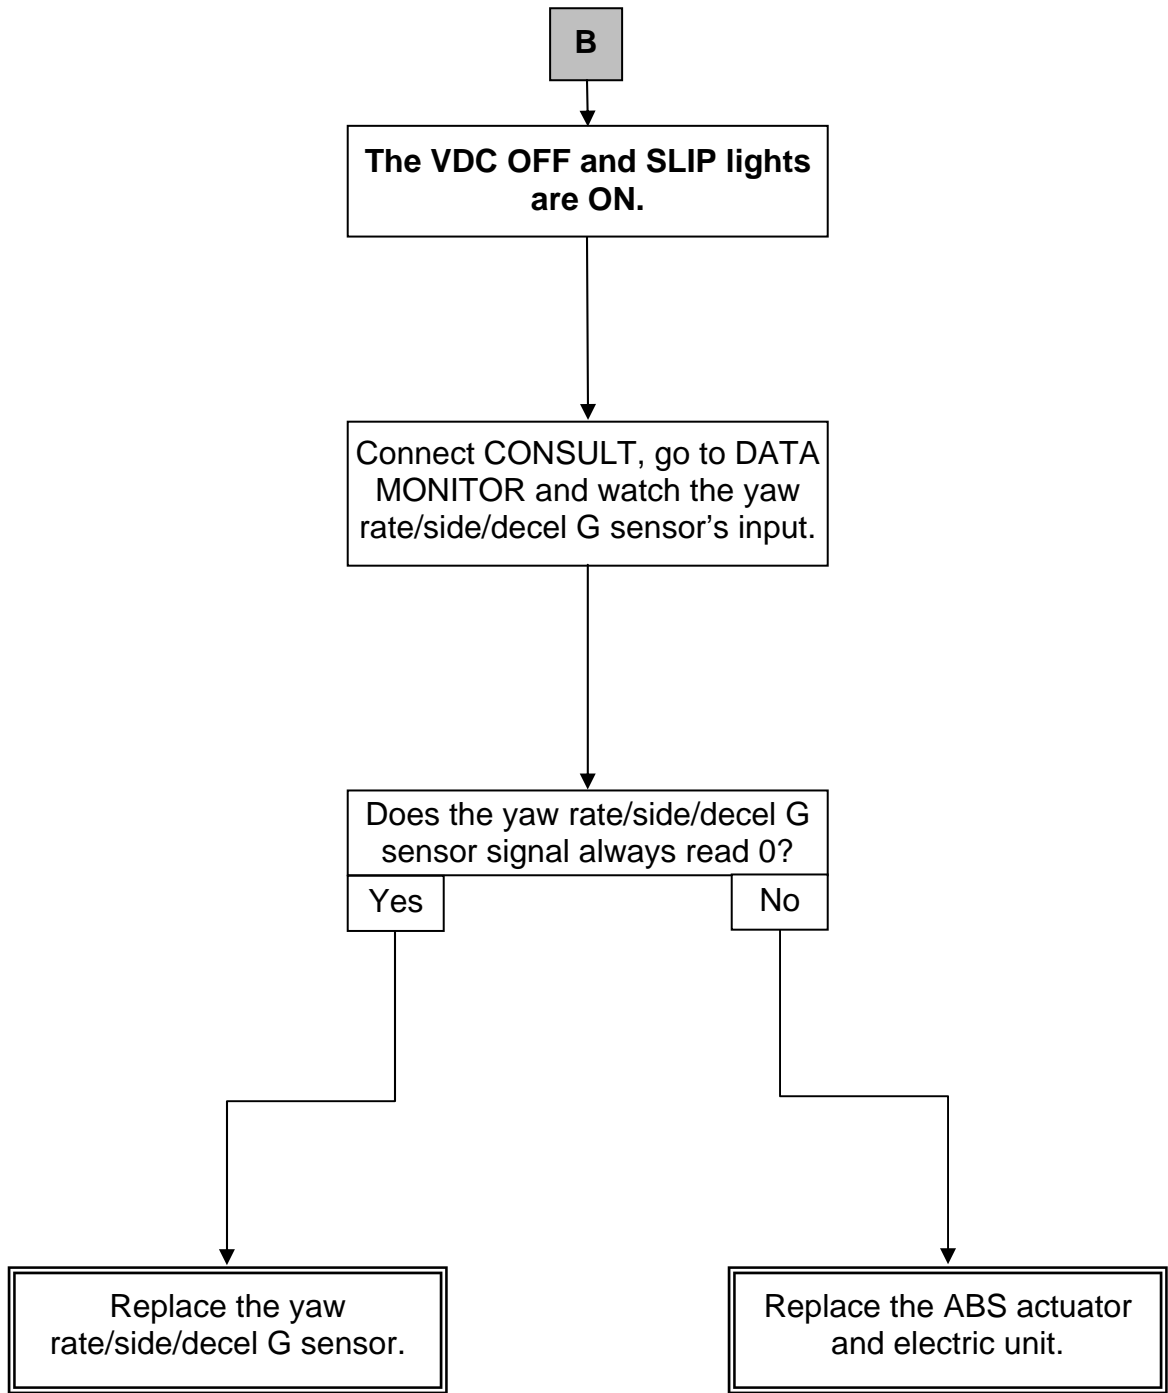 B
The VDC OFF and SLIP lights
are ON.
Connect CONSULT, go to DATA
MONITOR and watch the yaw
rate/side/decel G sensor’s input.
Does the yaw rate/side/decel G
sensor signal always read 0?
Yes
No
Replace the yaw
rate/side/decel G sensor.
Replace the ABS actuator
and electric unit.